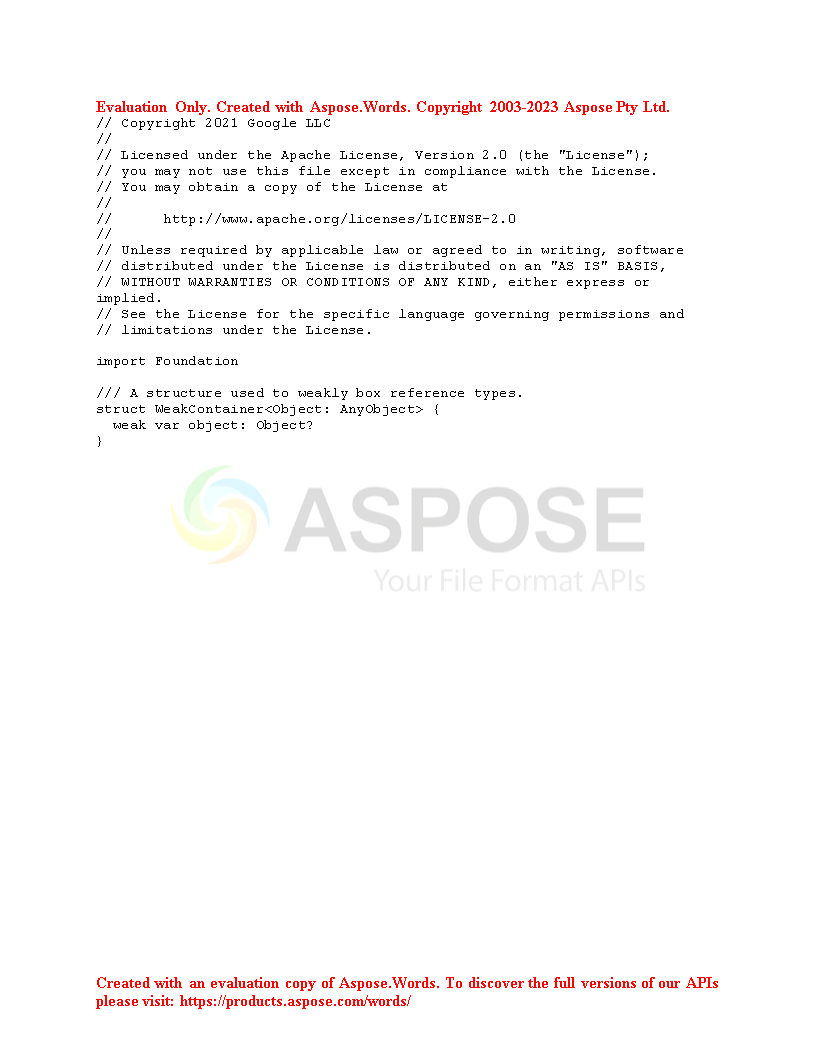 Evaluation Only. Created with Aspose.Words. Copyright 2003-2023 Aspose Pty Ltd.
// Copyright 2021 Google LLC
//
// Licensed under the Apache License, Version 2.0 (the "License");
// you may not use this file except in compliance with the License.
// You may obtain a copy of the License at
//
//      http://www.apache.org/licenses/LICENSE-2.0
//
// Unless required by applicable law or agreed to in writing, software
// distributed under the License is distributed on an "AS IS" BASIS,
// WITHOUT WARRANTIES OR CONDITIONS OF ANY KIND, either express or
implied.
// See the License for the specific language governing permissions and
// limitations under the License.

import Foundation

/// A structure used to weakly box reference types.
struct WeakContainer<Object: AnyObject> {
  weak var object: Object?
}
ASPOSE
Your File Format APIs
Created with an evaluation copy of Aspose.Words. To discover the full versions of our APIs
please visit: https://products.aspose.com/words/